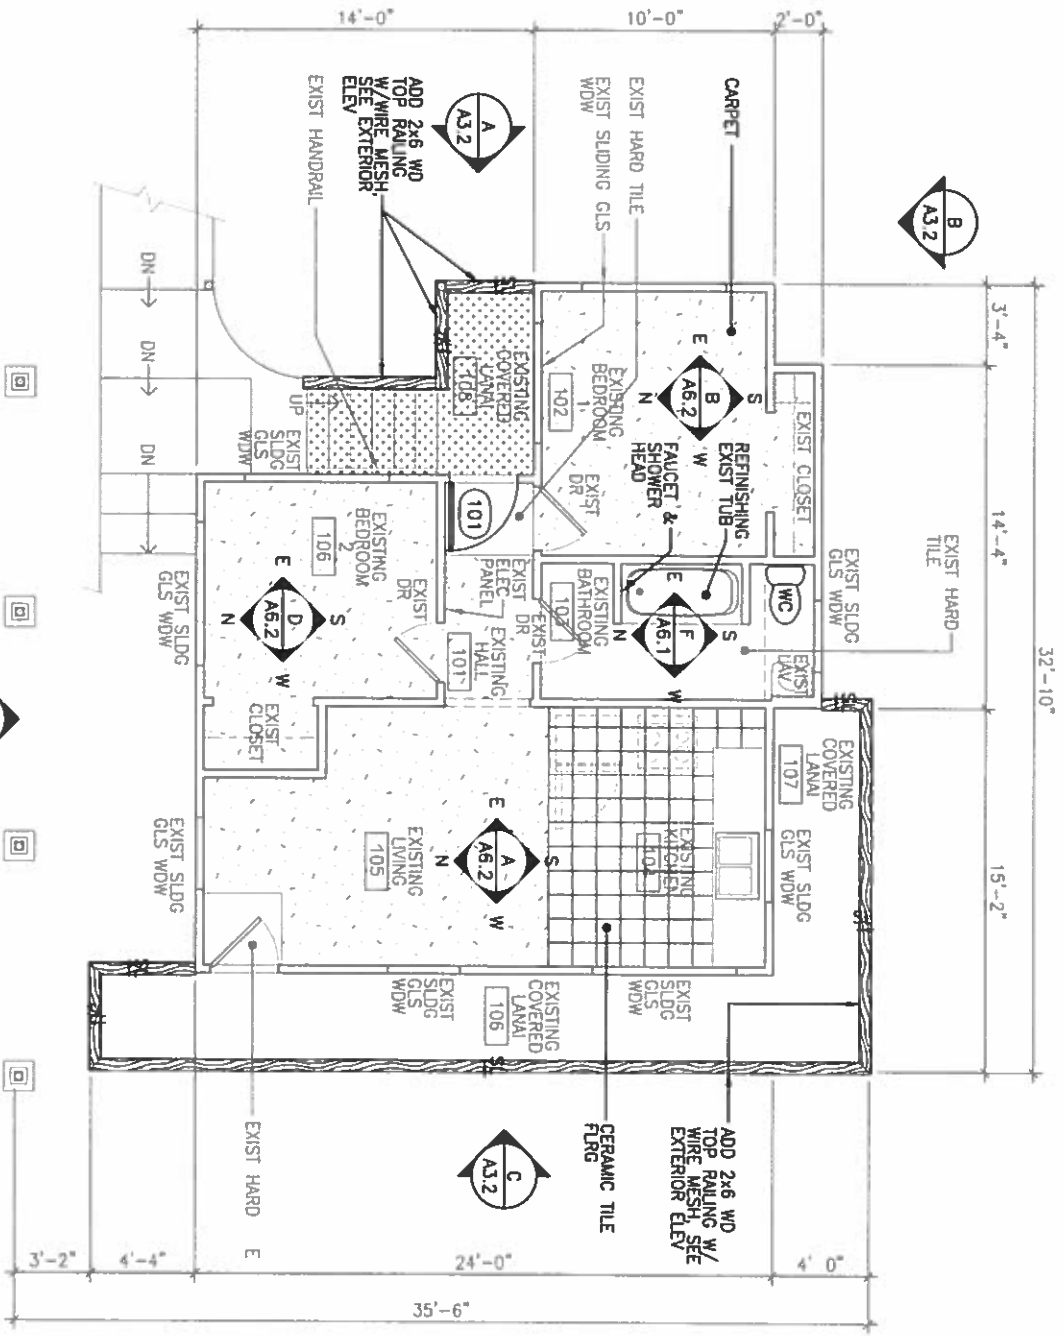 14'-0"
10'-0"
2'-0"
ADD 2x6 WD
TOP RAILING
W/WIRE MESH,
SEE EXTERIOR
ELEV
EXIST HANDRAIL
A
A3.2
EXIST SLIDING GLS
WDW
EXIST HARD TILE
CARPET
B
A3.2
3'-4"
14'-4"
15'-2"
32'-10"
DN
DN
DN
UP
EXISTING
COVERED
LANAI
108
EXIST
SLDG
GLS
WDW
EXISTING
BEDROOM
1
102
E
B
A6.2
S
N
W
EXIST CLOSET
EXIST
DR
REFINISHING
EXIST TUB
FAUCET &
SHOWER
HEAD
101
EXIST HARD
TILE
EXIST SLDG
GLS WDW
WC
EXIST
LAV
EXISTING
BATHROOM
103
E
F
A6.1
S
N
W
EXIST
DR
EXIST
ELEC
PANEL
EXISTING
HALL
101
EXISTING
BEDROOM
2
106
EXIST
DR
E
D
A6.2
S
N
W
EXIST
CLOSET
EXIST SLDG
GLS WDW
EXISTING
COVERED
LANAI
107
EXIST SLDG
GLS WDW
EXISTING
KITCHEN
EXISTING
LIVING
105
E
A
A6.2
S
N
W
EXIST SLDG
GLS WDW
EXIST
SLDG
GLS
WDW
EXISTING
COVERED
LANAI
106
EXIST
SLDG
GLS
WDW
EXIST HARD E
C
A3.2
CERAMIC TILE
FLRG
ADD 2x6 WD
TOP RAILING W/
WIRE MESH, SEE
EXTERIOR ELEV
3'-2"
4'-4"
24'-0"
4' 0"
35'-6"